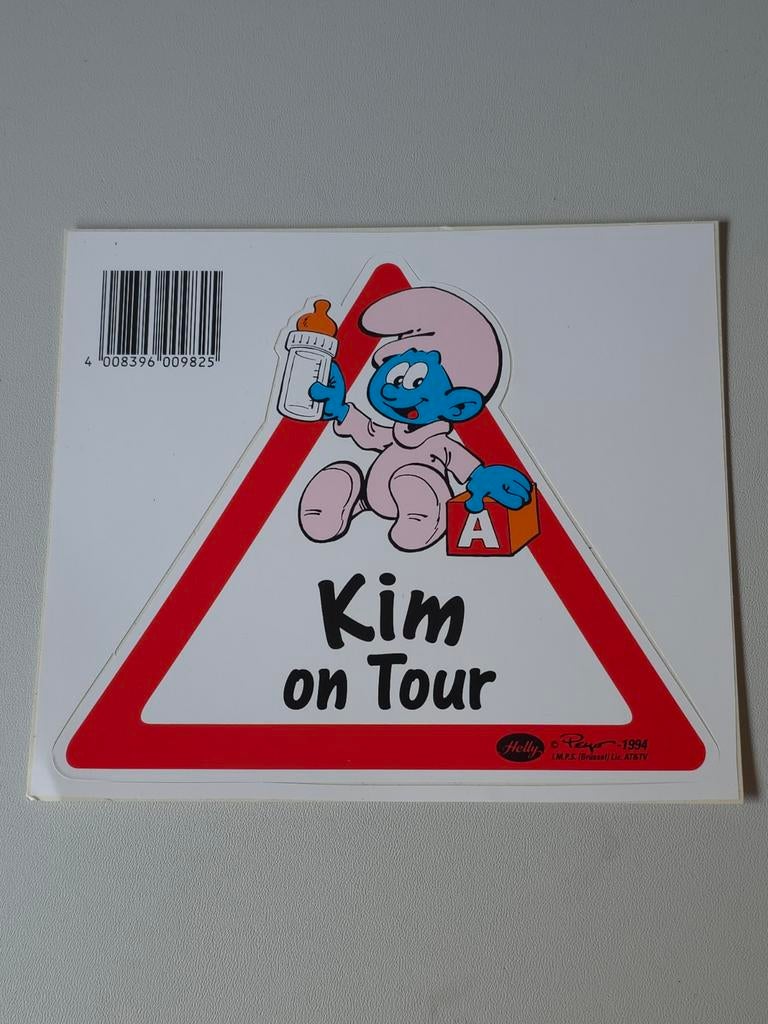 4 008396 009825
A
Kim
on Tour
Helly © Peyo - 1994
I.M.P.S. (Brussel) Lic. AT&TV